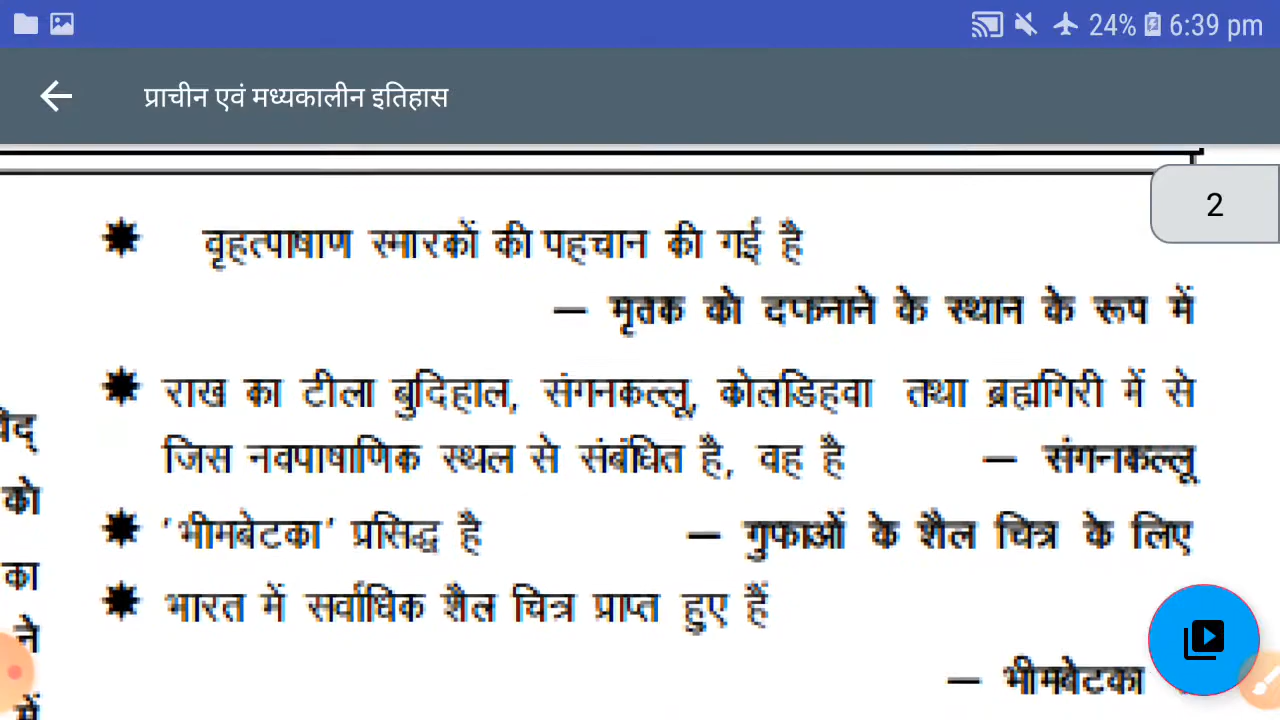 24% 6:39 pm
प्राचीन एवं मध्यकालीन इतिहास
2
वृहत्पाषाण स्मारकों की पहचान की गई है
— मृतक को दफनाने के स्थान के रूप में
राख का टीला बुदिहाल, संगनकल्लू, कोलडिहवा तथा ब्रह्मगिरी में से
जिस नवपाषाणिक स्थल से संबंधित है, वह है — संगनकल्लू
'भीमबेटका' प्रसिद्ध है — गुफाओं के शैल चित्र के लिए
भारत में सर्वाधिक शैल चित्र प्राप्त हुए हैं
— भीमबेटका
को
का
ने
में